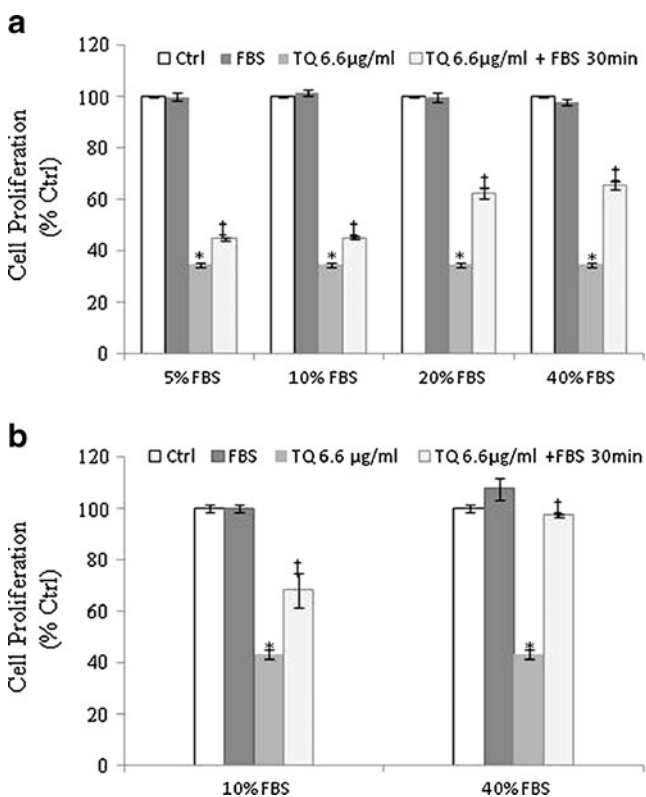 a
120
Ctrl FBS TQ 6.6µg/ml TQ 6.6µg/ml + FBS 30min
100
80
60
40
20
0
Cell Proliferation
(% Ctrl)
‡ ‡ ‡ ‡
* * * *
5% FBS 10% FBS 20% FBS 40% FBS
b
120
Ctrl FBS TQ 6.6 µg/ml TQ 6.6µg/ml +FBS 30min
100
80
60
40
20
0
Cell Proliferation
(% Ctrl)
‡ ‡
* *
10% FBS 40% FBS